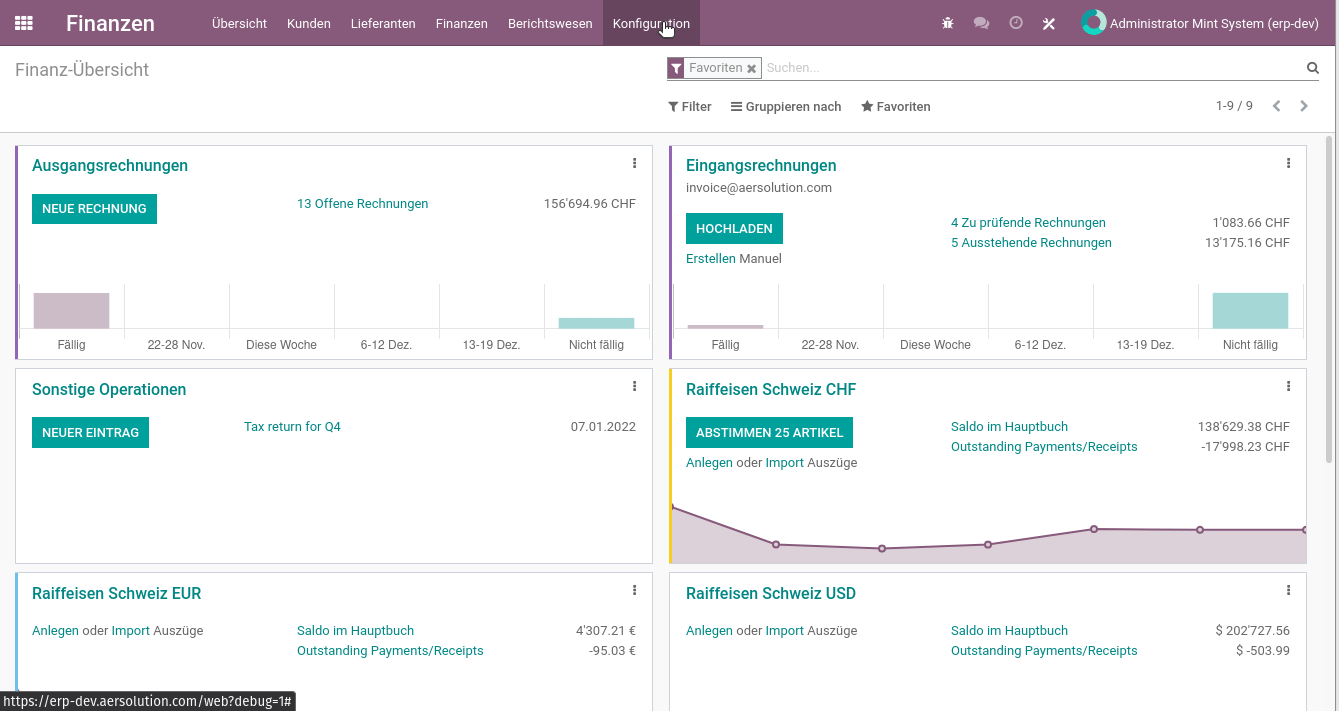 Finanzen Übersicht Kunden Lieferanten Finanzen Berichtswesen Konfiguration Administrator Mint System (erp-dev)
Finanz-Übersicht
Favoriten Suchen...
Filter Gruppieren nach Favoriten 1-9 / 9
Ausgangsrechnungen
NEUE RECHNUNG
13 Offene Rechnungen 156'694.96 CHF
Fällig 22-28 Nov. Diese Woche 6-12 Dez. 13-19 Dez. Nicht fällig
Eingangsrechnungen
invoice@aersolution.com
HOCHLADEN
Erstellen Manuel
4 Zu prüfende Rechnungen 1'083.66 CHF
5 Ausstehende Rechnungen 13'175.16 CHF
Fällig 22-28 Nov. Diese Woche 6-12 Dez. 13-19 Dez. Nicht fällig
Sonstige Operationen
NEUER EINTRAG
Tax return for Q4 07.01.2022
Raiffeisen Schweiz CHF
ABSTIMMEN 25 ARTIKEL
Anlegen oder Import Auszüge
Saldo im Hauptbuch 138'629.38 CHF
Outstanding Payments/Receipts -17'998.23 CHF
Raiffeisen Schweiz EUR
Anlegen oder Import Auszüge
Saldo im Hauptbuch 4'307.21 €
Outstanding Payments/Receipts -95.03 €
Raiffeisen Schweiz USD
Anlegen oder Import Auszüge
Saldo im Hauptbuch $ 202'727.56
Outstanding Payments/Receipts $ -503.99
https://erp-dev.aersolution.com/web?debug=1#